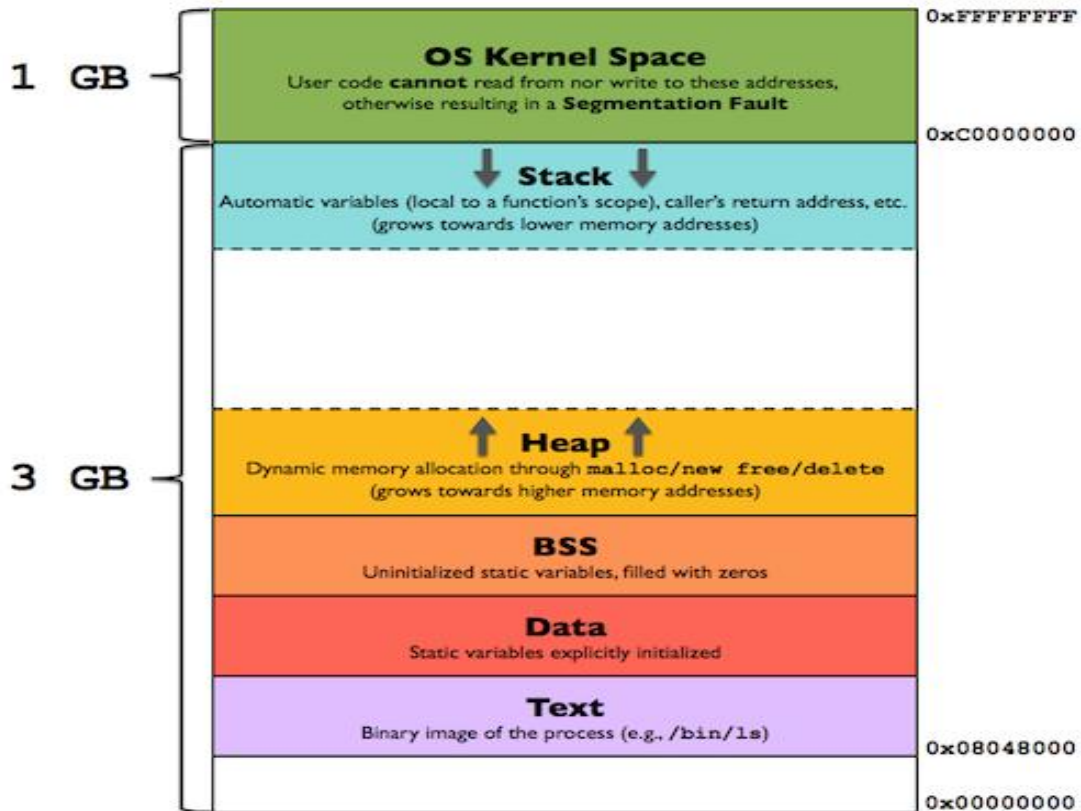 0xFFFFFFFF
OS Kernel Space
1 GB
User code cannot read from nor write to these addresses,
otherwise resulting in a Segmentation Fault
0xC0000000
Stack
Automatic variables (local to a function's scope), caller's return address, etc.
(grows towards lower memory addresses)
Heap
3 GB
Dynamic memory allocation through malloc/new free/delete
(grows towards higher memory addresses)
BSS
Uninitialized static variables, filled with zeros
Data
Static variables explicitly initialized
Text
Binary image of the process (e.g., /bin/ls)
0x08048000
0x00000000